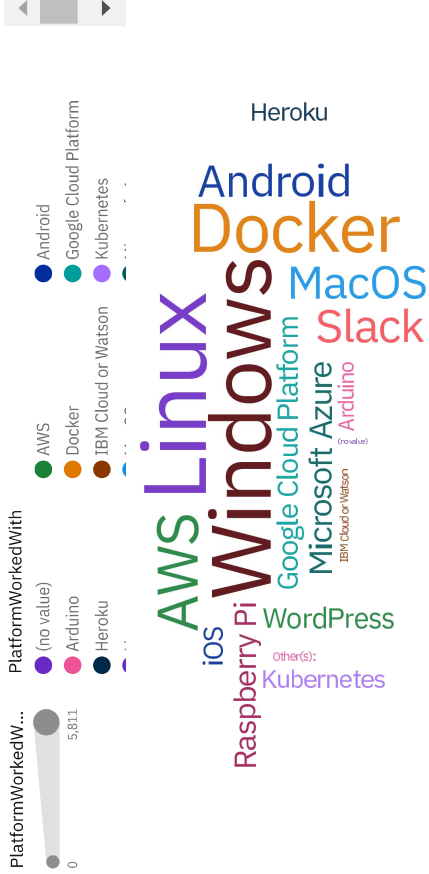 PlatformWorkedW...
0
5,811
PlatformWorkedWith
(no value)
AWS
Android
Arduino
Docker
Google Cloud Platform
Heroku
IBM Cloud or Watson
Kubernetes
Heroku
Android
Docker
MacOS
Slack
Linux
Windows
Google Cloud Platform
Microsoft Azure
Arduino
(no value)
IBM Cloud or Watson
AWS
iOS
Raspberry Pi
WordPress
Other(s):
Kubernetes